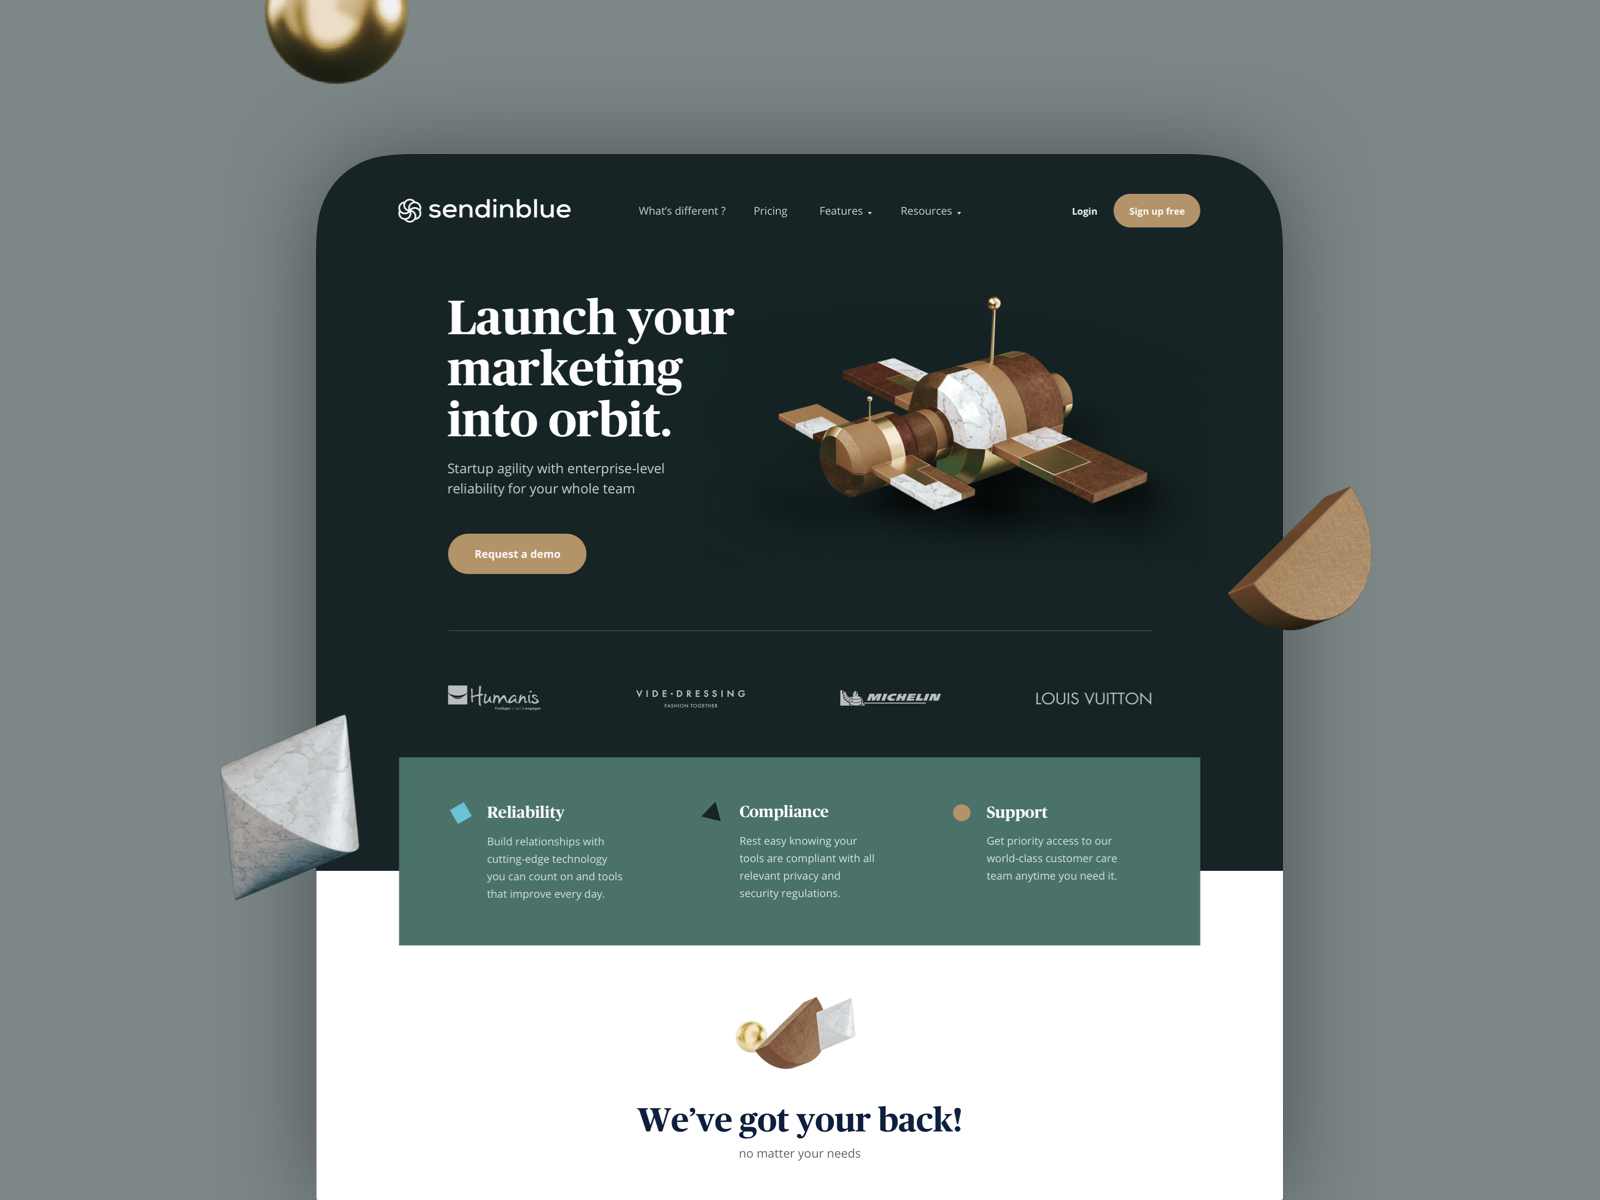 sendinblue
What's different ?
Pricing
Features
Resources
Login
Sign up free
Launch your
marketing
into orbit.
Startup agility with enterprise-level
reliability for your whole team
Request a demo
Humanis
Protéger c'est s'engager
VIDE·DRESSING
FASHION TOGETHER
MICHELIN
LOUIS VUITTON
Reliability
Build relationships with
cutting-edge technology
you can count on and tools
that improve every day.
Compliance
Rest easy knowing your
tools are compliant with all
relevant privacy and
security regulations.
Support
Get priority access to our
world-class customer care
team anytime you need it.
We've got your back!
no matter your needs